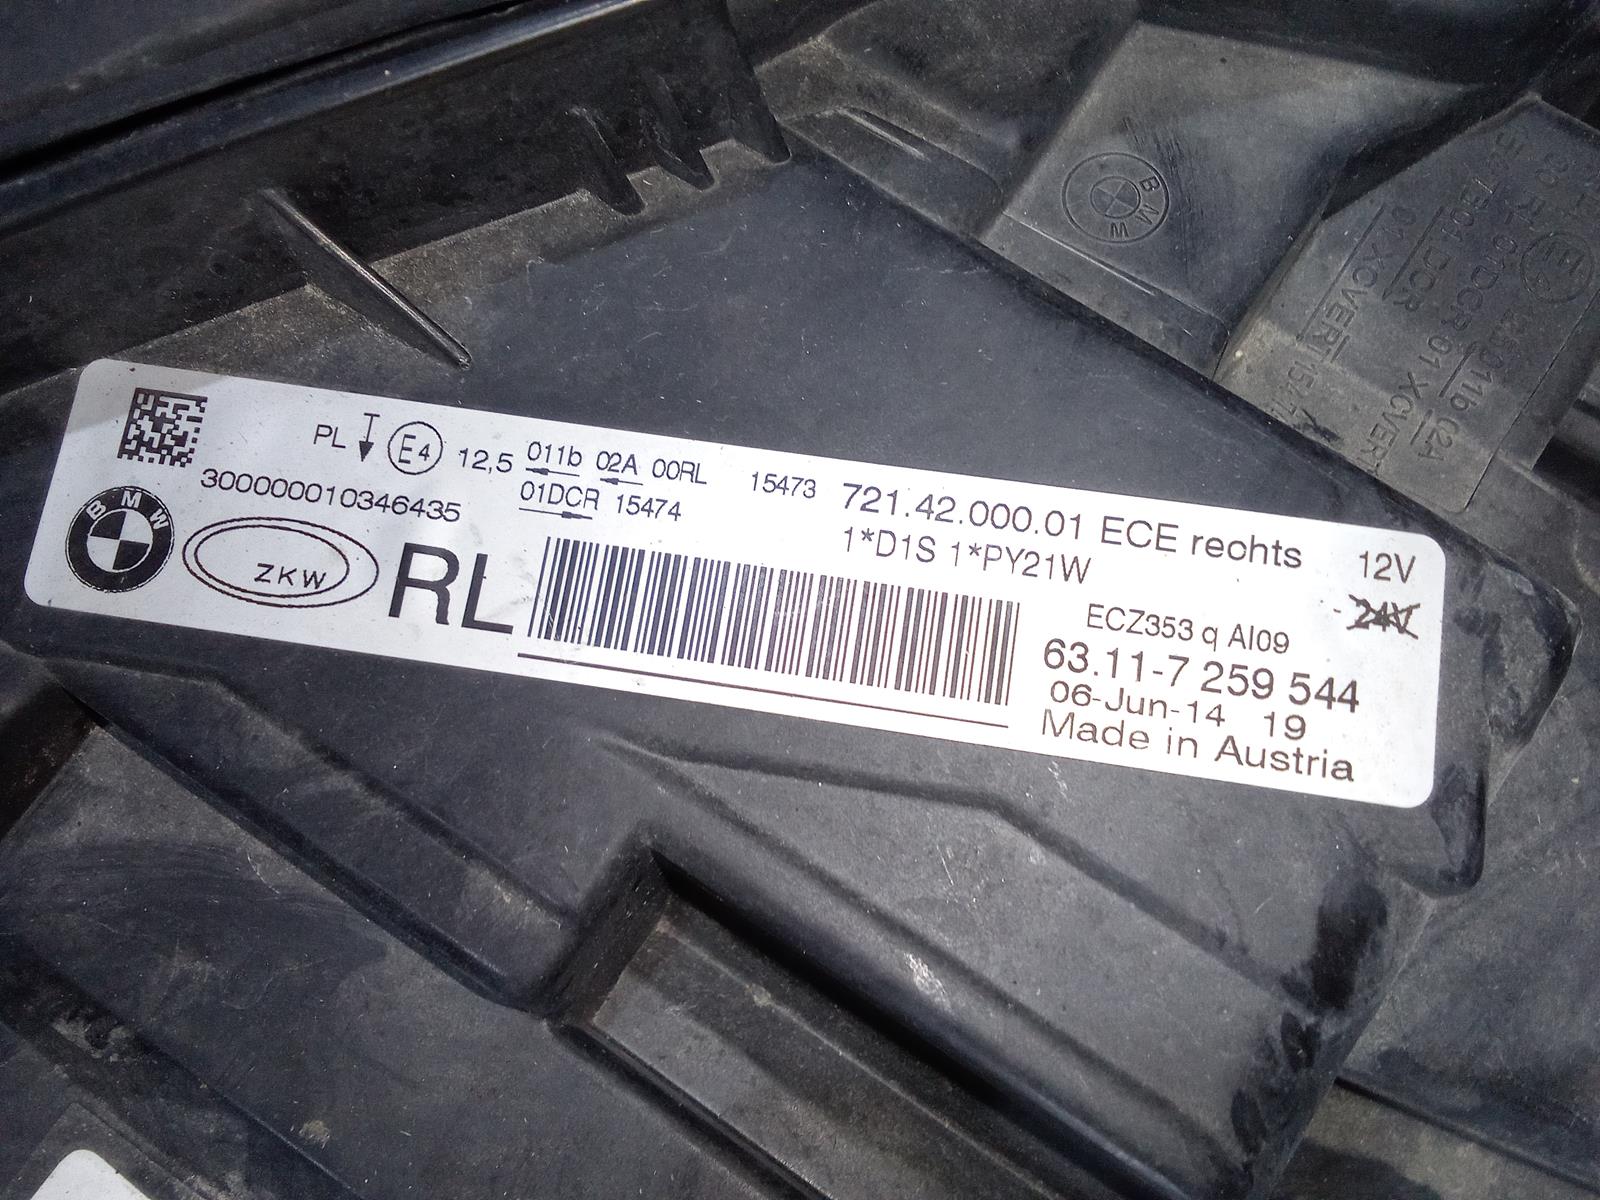 BMW
PL E4 12,5 011b 02A 00RL 15473
01DCR 15474
300000010346435
BMW
ZKW
RL
721.42.000.01 ECE rechts
1*D1S 1*PY21W
12V
24V
ECZ353 q AI09
63.11-7 259 544
06-Jun-14 19
Made in Austria